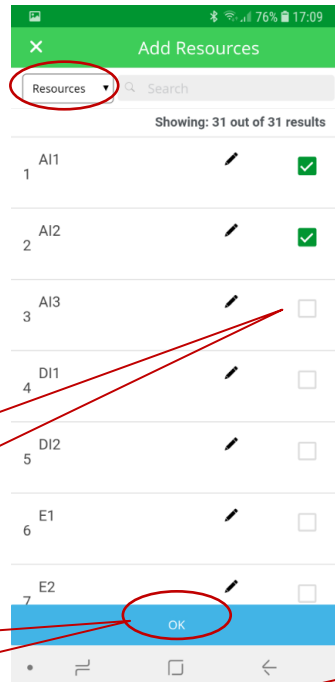 76% 17:09
× Add Resources
Resources ▼ Search
Showing: 31 out of 31 results
1 AI1
2 AI2
3 AI3
4 DI1
5 DI2
6 E1
7 E2
OK